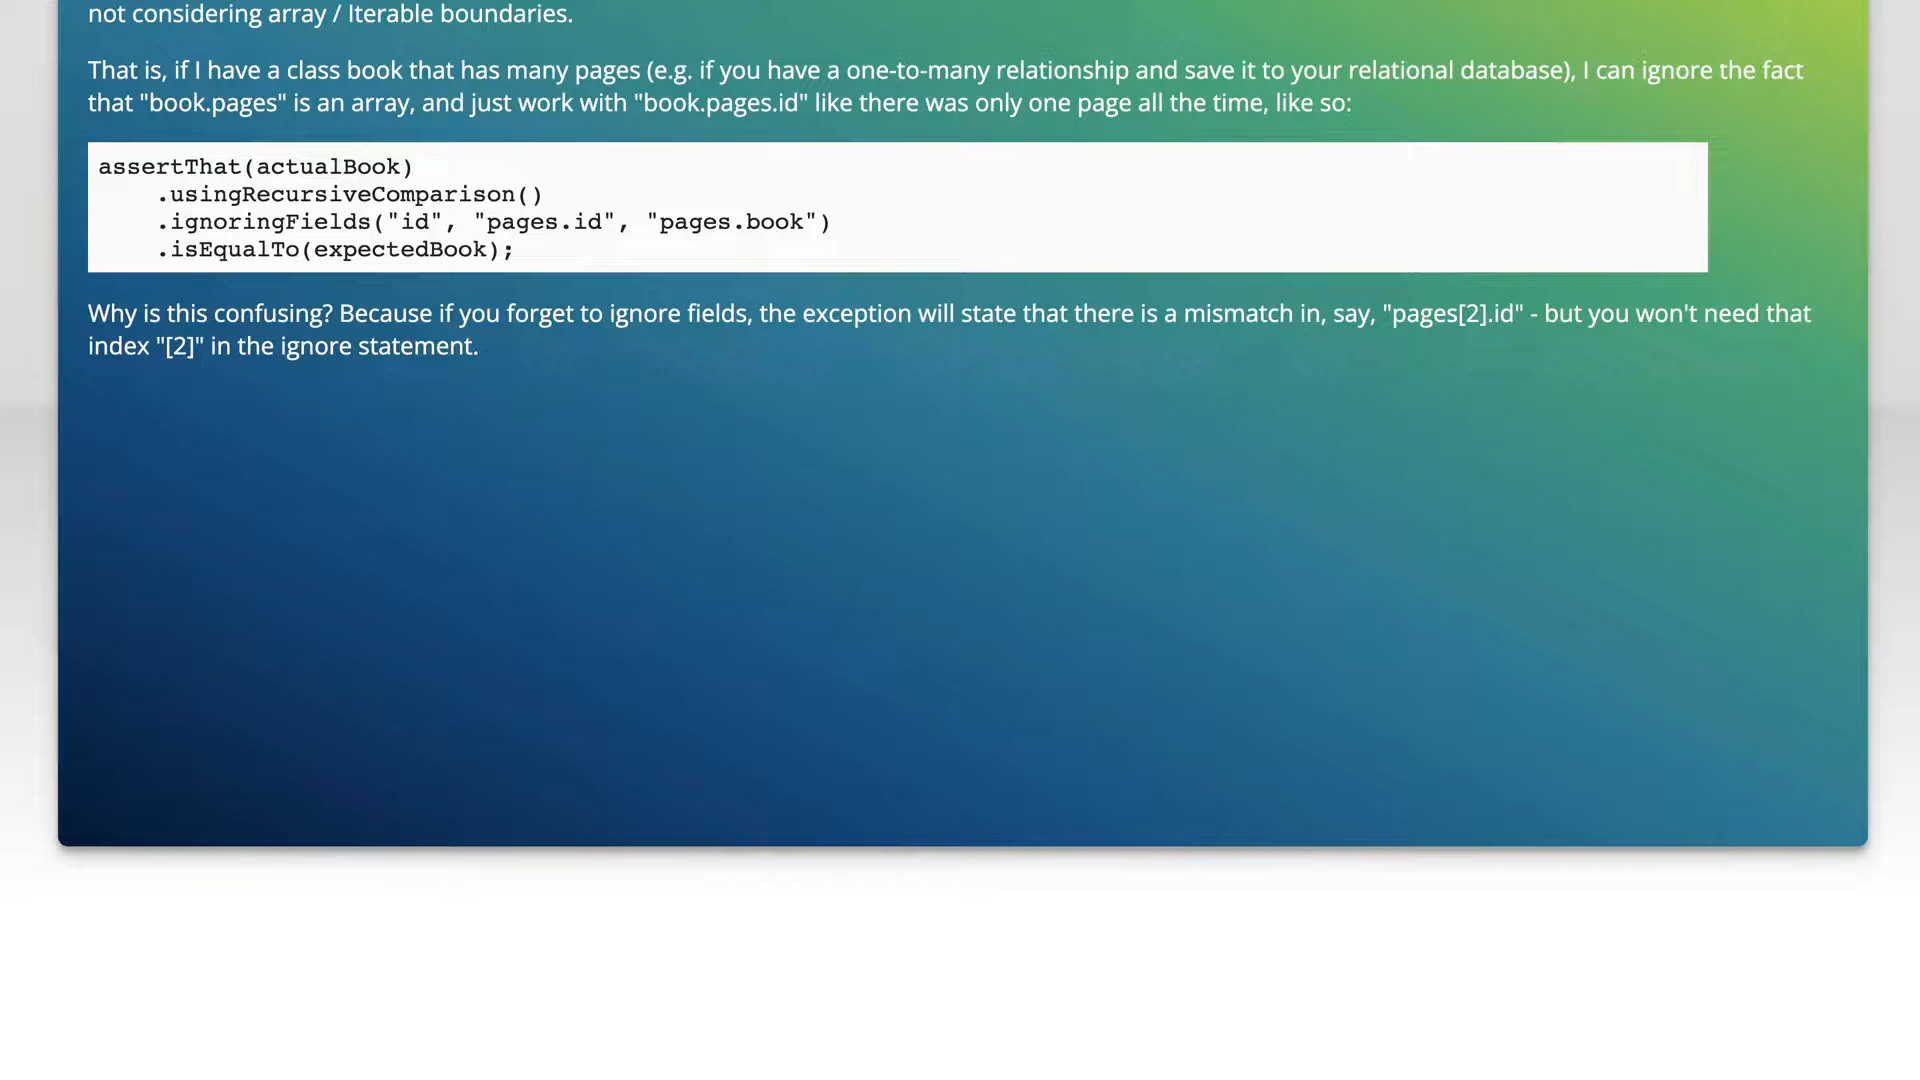 not considering array / Iterable boundaries.
That is, if I have a class book that has many pages (e.g. if you have a one-to-many relationship and save it to your relational database), I can ignore the fact
that "book.pages" is an array, and just work with "book.pages.id" like there was only one page all the time, like so:
assertThat(actualBook)
    .usingRecursiveComparison()
    .ignoringFields("id", "pages.id", "pages.book")
    .isEqualTo(expectedBook);
Why is this confusing? Because if you forget to ignore fields, the exception will state that there is a mismatch in, say, "pages[2].id" - but you won't need that
index "[2]" in the ignore statement.